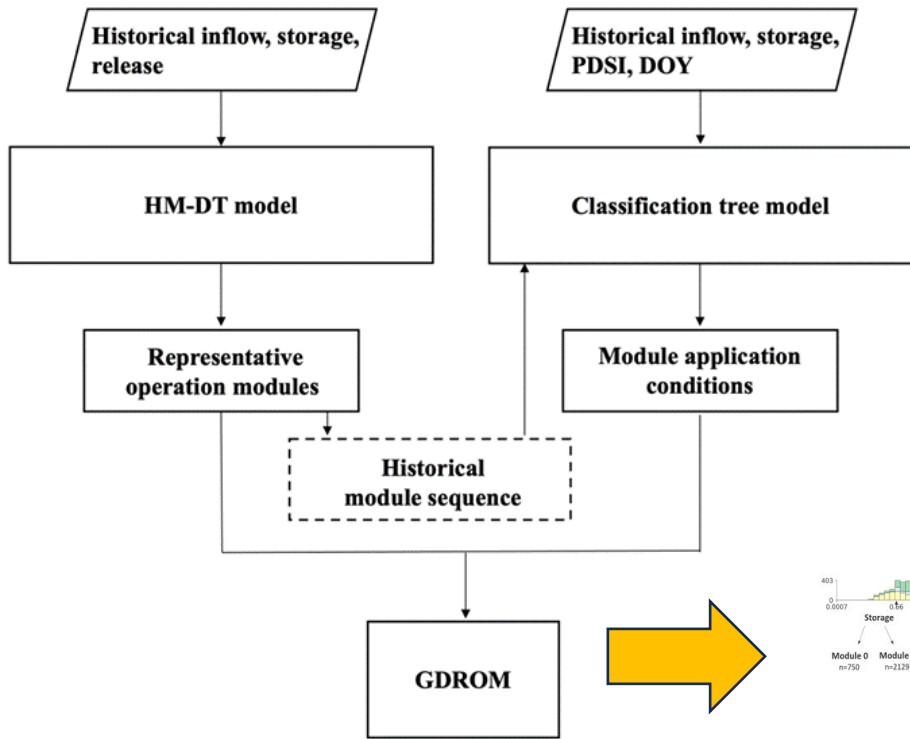 Historical inflow, storage,
release
Historical inflow, storage,
PDSI, DOY
HM-DT model
Classification tree model
Representative
operation modules
Module application
conditions
Historical
module sequence
GDROM
403
0
0.0007
0.66
Storage
Module 0
Module
n=750
n=2129